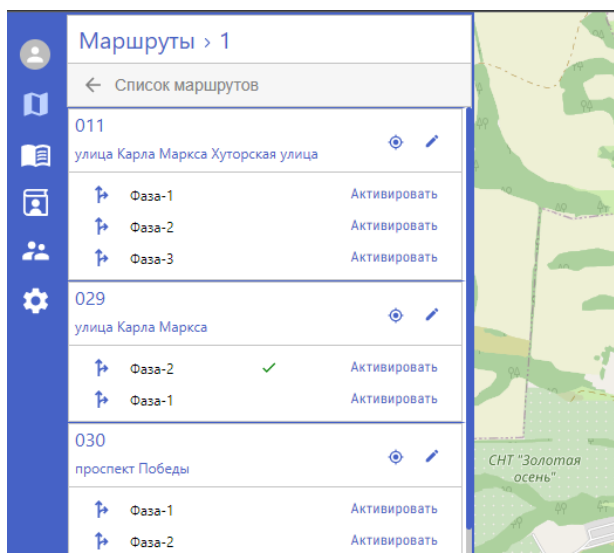 Маршруты › 1
Список маршрутов
011
улица Карла Маркса Хуторская улица
Фаза-1 Активировать
Фаза-2 Активировать
Фаза-3 Активировать
029
улица Карла Маркса
Фаза-2 Активировать
Фаза-1 Активировать
030
проспект Победы
Фаза-1 Активировать
Фаза-2 Активировать
СНТ "Золотая
осень"